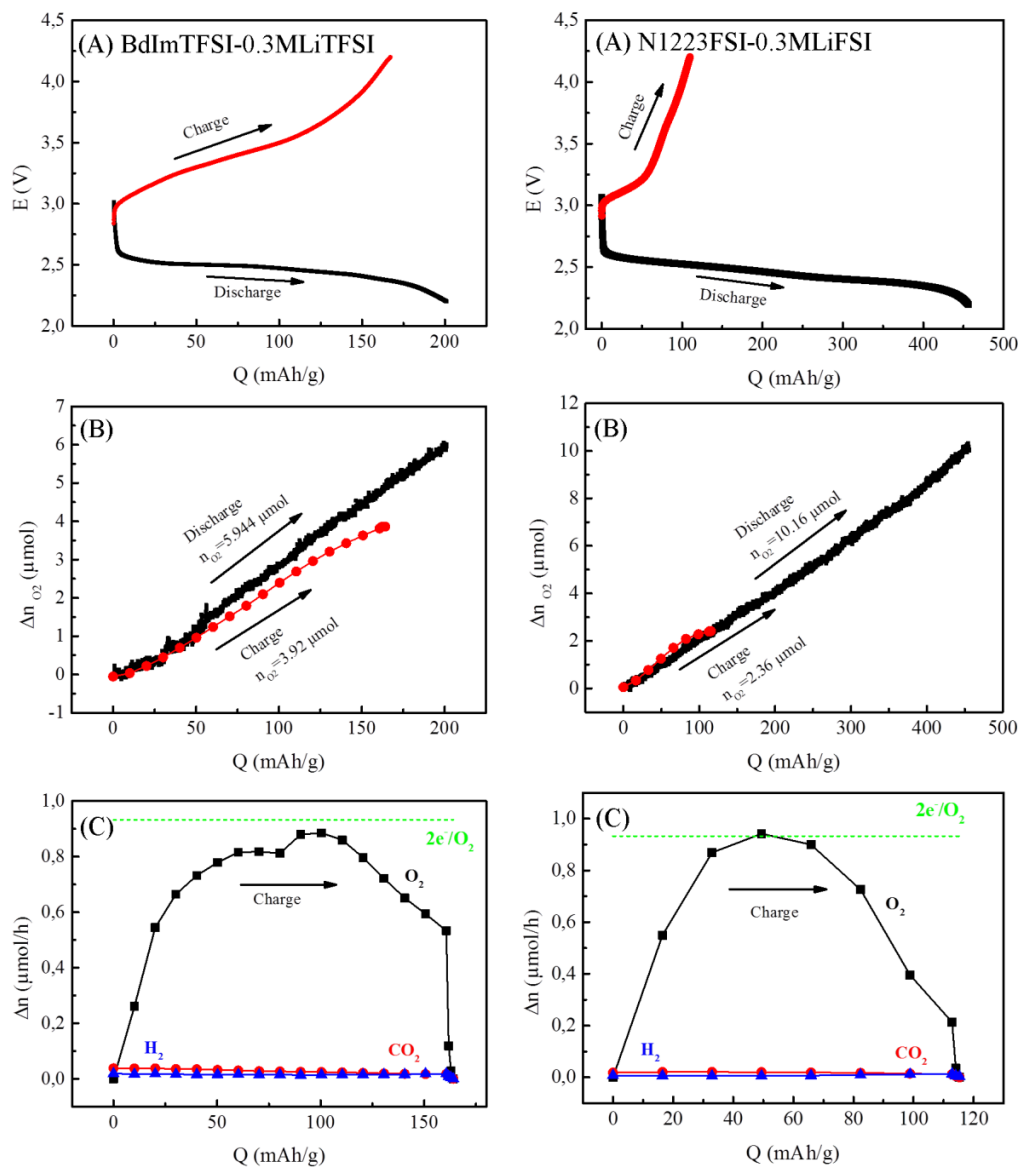 (A) BdImTFSI-0.3MLiTFSI
4,5
4,0
3,5
3,0
2,5
2,0
E (V)
Charge
Discharge
0 50 100 150 200
Q (mAh/g)
(A) N1223FSI-0.3MLiFSI
4,5
4,0
3,5
3,0
2,5
2,0
E (V)
Charge
Discharge
0 100 200 300 400 500
Q (mAh/g)
(B)
7
6
5
4
3
2
1
0
-1
Δn O2 (μmol)
Discharge
nO2=5.944 μmol
Charge
nO2=3.92 μmol
0 50 100 150 200
Q (mAh/g)
(B)
12
10
8
6
4
2
0
Δn O2 (μmol)
Discharge
nO2=10.16 μmol
Charge
nO2=2.36 μmol
0 100 200 300 400 500
Q (mAh/g)
(C)
1,0
0,8
0,6
0,4
0,2
0,0
Δn (μmol/h)
2e⁻/O2
O2
Charge
H2
CO2
0 50 100 150
Q (mAh/g)
(C)
1,0
0,8
0,6
0,4
0,2
0,0
Δn (μmol/h)
2e⁻/O2
O2
Charge
H2
CO2
0 20 40 60 80 100 120
Q (mAh/g)